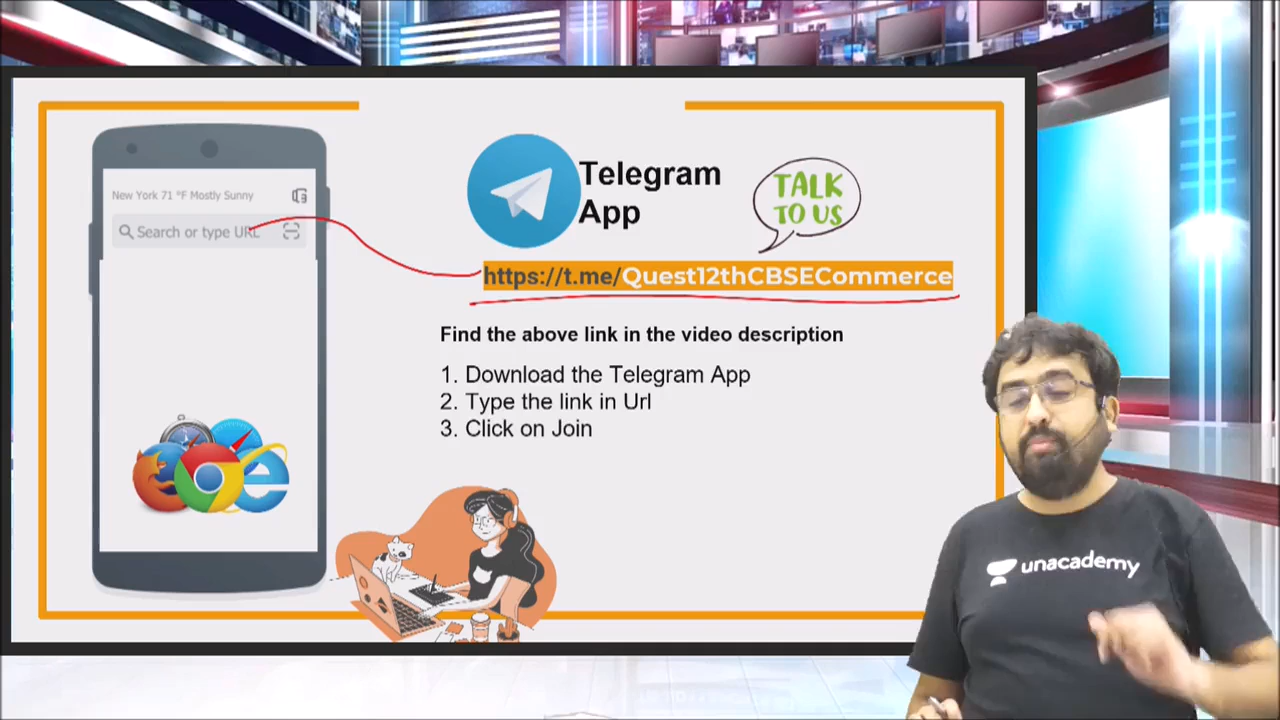 New York 71 °F Mostly Sunny
Search or type URL
Telegram
App
TALK
TO US
https://t.me/Quest12thCBSECommerce
Find the above link in the video description
1. Download the Telegram App
2. Type the link in Url
3. Click on Join
unacademy